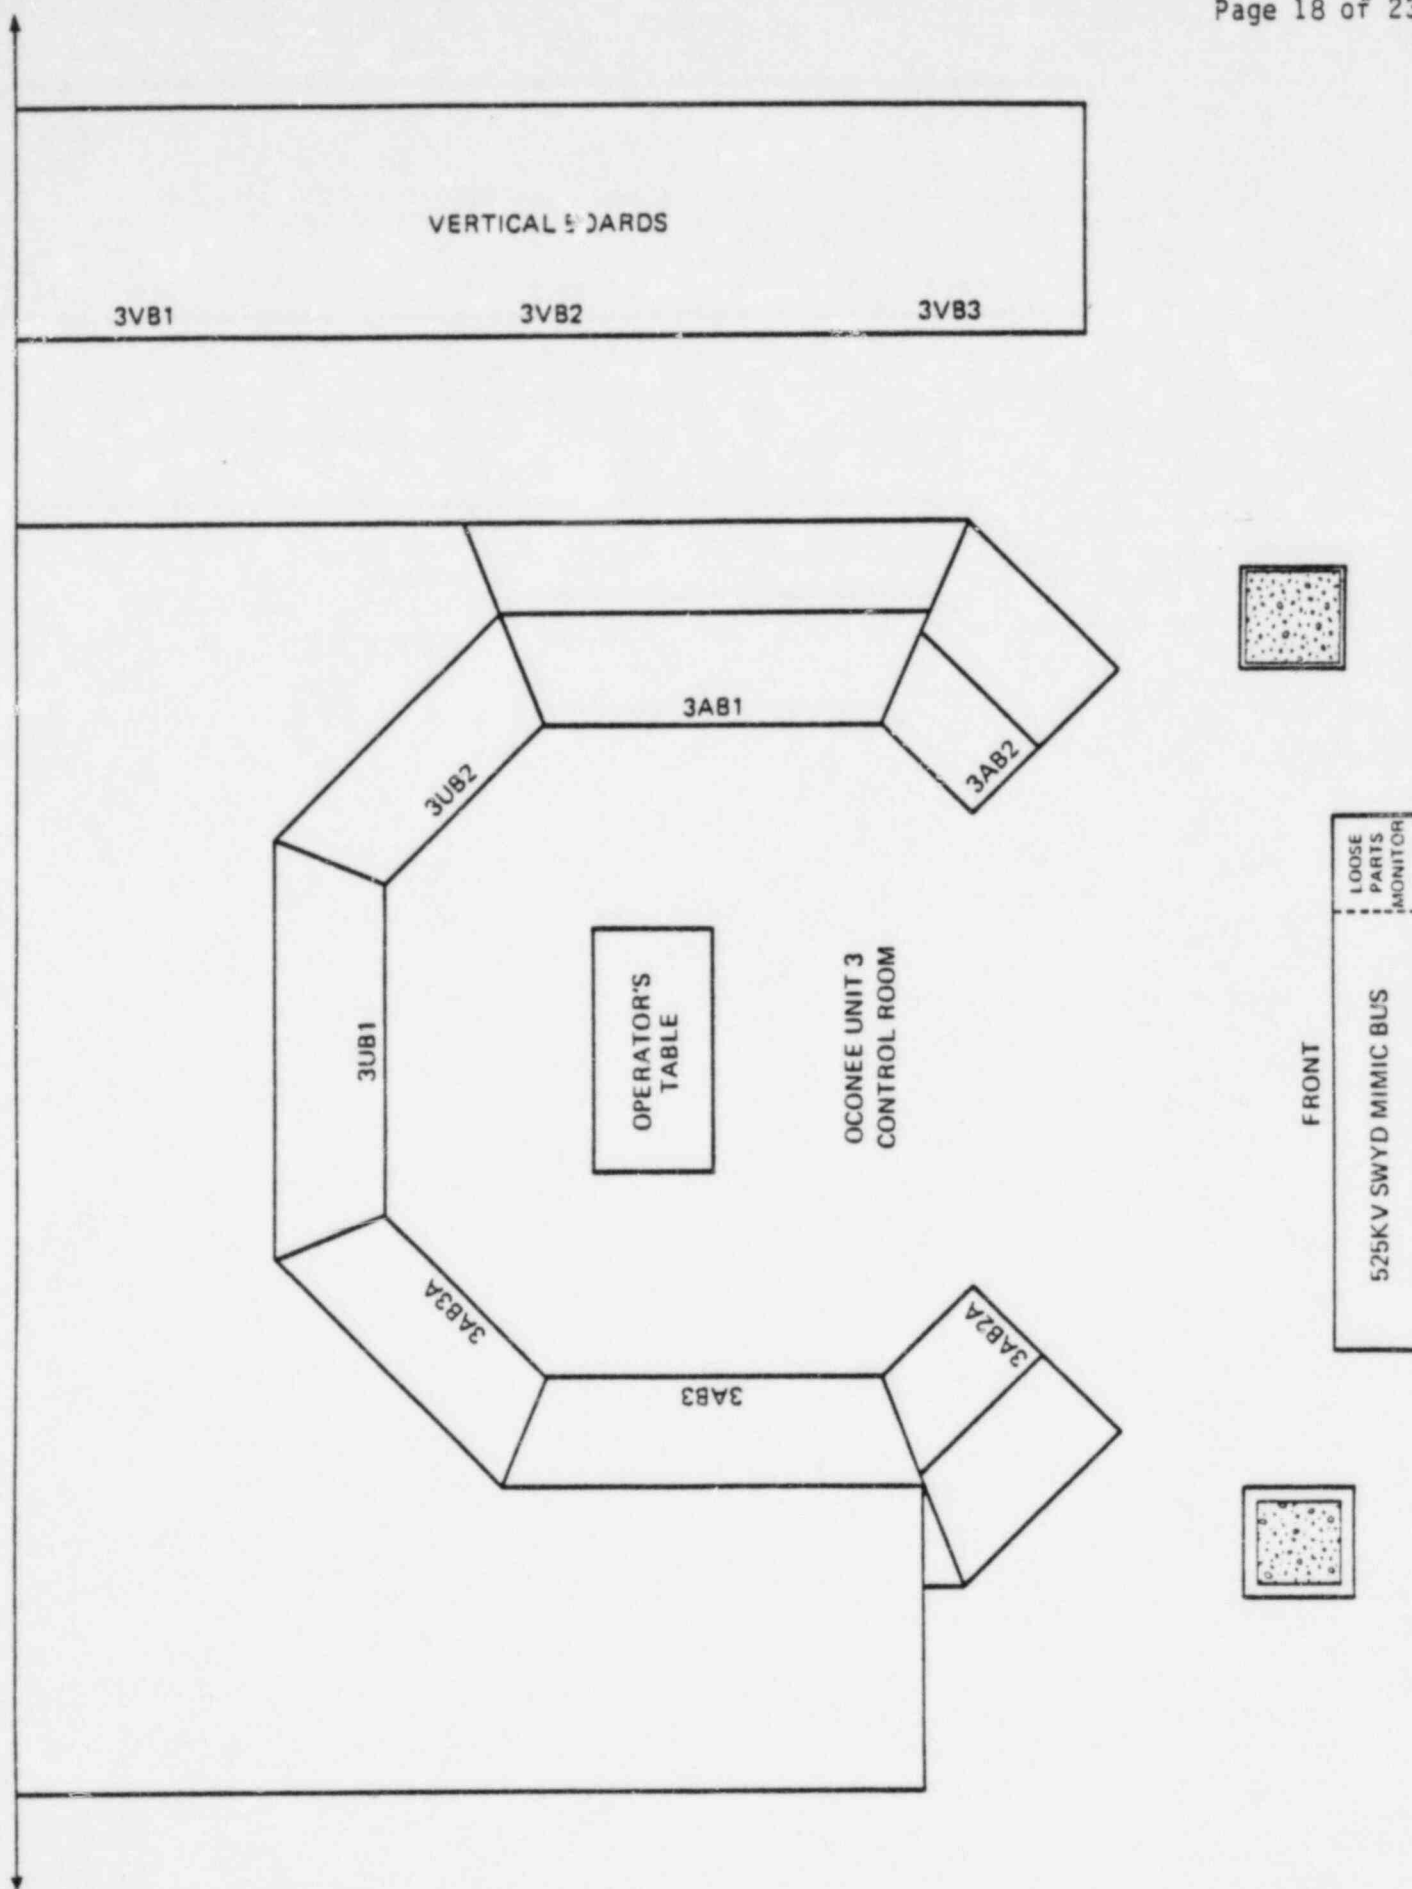 Page 18 of 23
VERTICAL BOARDS
3VB1
3VB2
3VB3
3AB1
3UB2
3AB2
LOOSE
PARTS
MONITOR
3UB1
OPERATOR'S
TABLE
OCONEE UNIT 3
CONTROL ROOM
FRONT
525KV SWYD MIMIC BUS
3AB3A
3AB2A
3AB3